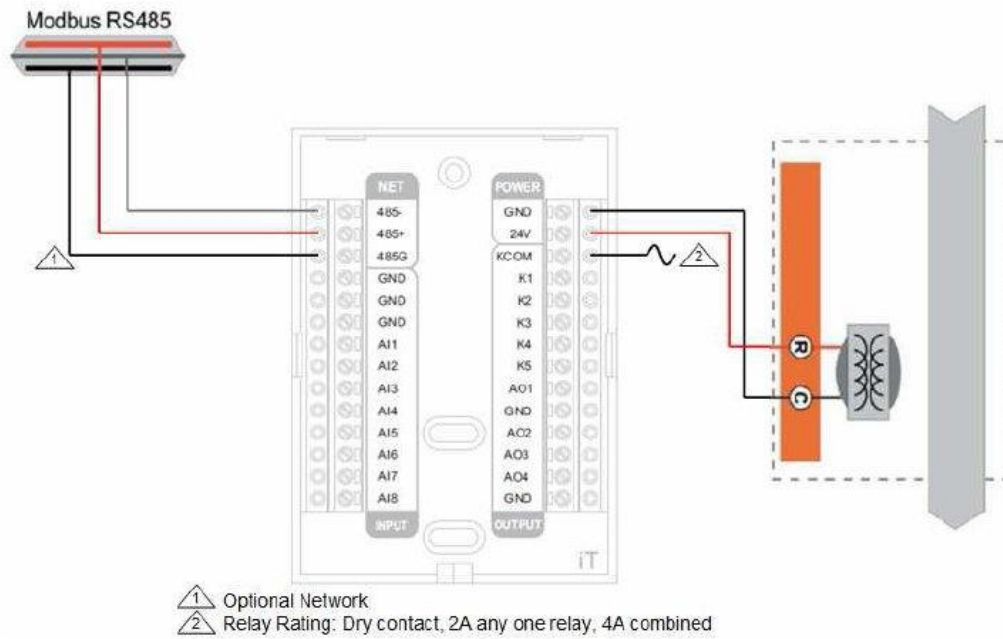 Modbus RS485
NET
485-
485+
485G
GND
GND
GND
AI1
AI2
AI3
AI4
AI5
AI6
AI7
AI8
INPUT
POWER
GND
24V
KCOM
K1
K2
K3
K4
K5
AO1
GND
AO2
AO3
AO4
GND
OUTPUT
iT
1
2
R
C
1 Optional Network
2 Relay Rating: Dry contact, 2A any one relay, 4A combined